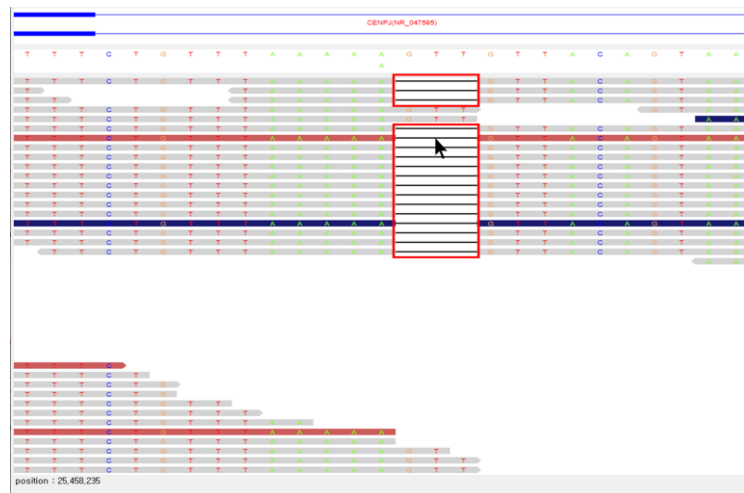 CENPJ(NR_047595)
T T T C T G T T T A A A A A G T T G T T A C A G T A A
A
T T T C T G T T T A A A A A G T T A C A G T A A
T T A A A A A G T T A C A G T A A
T T T A A A A A G T T A C A G T A A
T T T C T G T T T A A A A A G T T G T A A
T T T C T G T T T A A A A A G T T A A
T T T C T G T T T A A A A A G T T A C A G T A A
T T T C T G T T T A A A A A G T T A C A G T A A
T T T C T G T T T A A A A A G T T A C A G T A A
T T T C T G T T T A A A A A G T T A C A G T A A
T T T C T G T T T A A A A A G T T A C A G T A A
T T T C T G T T T A A A A A G T T A C A G T A A
T T T C T G T T T A A A A A G T T A C A G T A A
T T T C T G T T T A A A A A G T T A C A G T A A
T T T C T G T T T A A A A A G T T A C A G T A A
T T T C T G T T T A A A A A G T T A C A G T A A
T T T C T G T T T A A A A A G T T A C A G T A A
T T T C T G T T T A A A A A G T T A C A G T A A
T T T C T G T T T A A A A A G T T A C A G T A A
T T C T G T T T A A A A A G T T A C A G T A A
A A
T T T C
T T T C T
T T T C T G
T T T C T G
T T T C T G T T
T T T C T G T T T
T T T C T G T T T A A
T T T C T G T T T A A A A A
T T T C T G T T T A A A A A
T T T C T G T T T A A A A A G T
T T T C T G T T T A A A A A G T T
T T T C T G T T T A A A A A G T T
position : 25,458,235